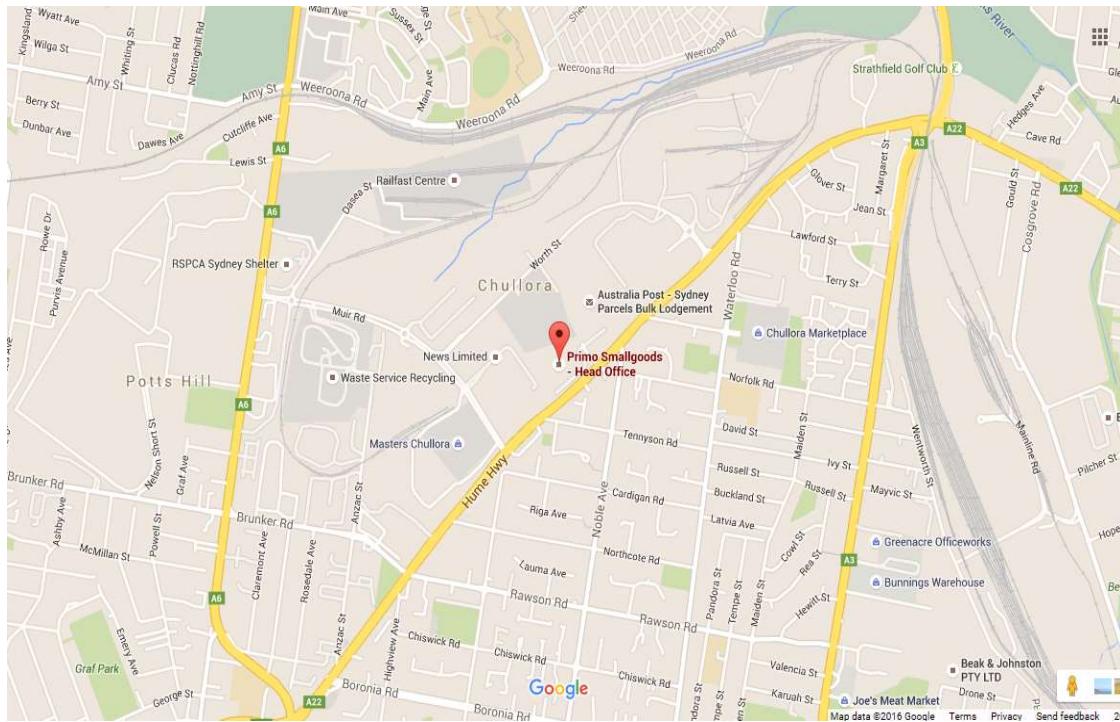 Kingsland
Wyatt Ave
Wilga St
Whiting St
Clucas Rd
Nottinghill Rd
Main Ave
Sussex St
Amy St
Berry St
Dunbar Ave
Dawes Ave
Cutcliffe Ave
Lewis St
A6
Amy St
Weeroona Rd
Main Ave
Weeroona Rd
Weeroona Rd
River
Strathfield Golf Club
Hedges Ave
Cave Rd
A22
A3
Margaret St
Gould St
Cosgrove Rd
A22
Glover St
Jean St
Lawford St
Terry St
Railfast Centre
Dasea St
A6
Rowe Dr
Purvis Avenue
RSPCA Sydney Shelter
Worth St
Chullora
Australia Post - Sydney
Parcels Bulk Lodgement
Waterloo Rd
Chullora Marketplace
Muir Rd
News Limited
Primo Smallgoods
- Head Office
Waste Service Recycling
Potts Hill
A6
Norfolk Rd
David St
Maiden St
Wentworth St
Mainline Rd
Pilcher St
Nelson Short St
Graf Ave
Masters Chullora
Hume Hwy
Tennyson Rd
Russell St
Ivy St
Russell St
Mayvic St
Brunker Rd
Brunker Rd
Anzac St
Cardigan Rd
Buckland St
Noble Ave
Riga Ave
Latvia Ave
Ashby Ave
McMillan St
Powell St
Claremont Ave
Rosedale Ave
Northcote Rd
Cowl St
Rea St
Greenacre Officeworks
A3
Lauma Ave
Bunnings Warehouse
A6
Rawson Rd
Pandora St
Tempe St
Maiden St
Hewitt St
Rawson Rd
Emery Ave
Graf Park
Anzac St
Highview Ave
Chiswick Rd
Chiswick Rd
Chiswick Rd
Valencia St
Beak & Johnston
PTY LTD
George St
A22
Boronia Rd
Boronia Rd
Google
Pandora St
Karuah St
Drone St
Joe's Meat Market
Map data ©2016 Google Terms Privacy Send feedback